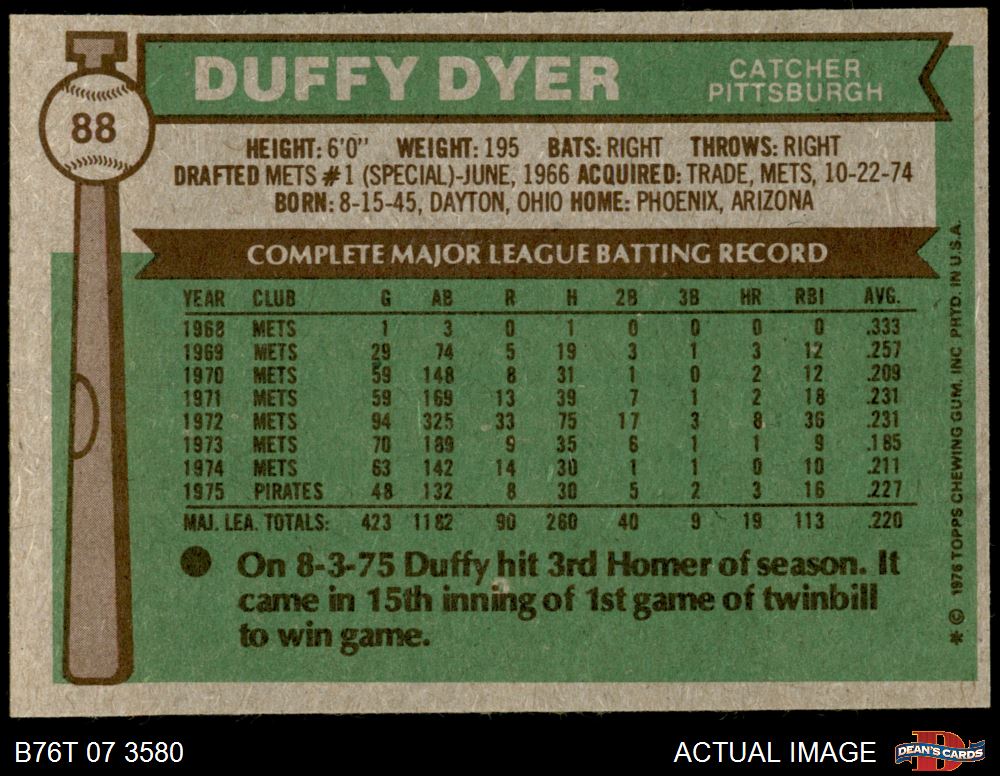 88
DUFFY DYER
CATCHER
PITTSBURGH
HEIGHT: 6'0" WEIGHT: 195 BATS: RIGHT THROWS: RIGHT
DRAFTED METS #1 (SPECIAL)-JUNE, 1966 ACQUIRED: TRADE, METS, 10-22-74
BORN: 8-15-45, DAYTON, OHIO HOME: PHOENIX, ARIZONA
COMPLETE MAJOR LEAGUE BATTING RECORD
YEAR CLUB G AB R H 2B 3B HR RBI AVG.
1968 METS 1 3 0 1 0 0 0 0 .333
1969 METS 29 74 5 19 3 1 3 12 .257
1970 METS 59 148 8 31 1 0 2 12 .209
1971 METS 59 169 13 39 7 1 2 18 .231
1972 METS 94 325 33 75 17 3 8 36 .231
1973 METS 70 189 9 35 6 1 1 9 .185
1974 METS 63 142 14 30 1 1 0 10 .211
1975 PIRATES 48 132 8 30 5 2 3 16 .227
MAJ. LEA. TOTALS: 423 1182 90 260 40 9 19 113 .220
On 8-3-75 Duffy hit 3rd Homer of season. It
came in 15th inning of 1st game of twinbill
to win game.
* © 1976 TOPPS CHEWING GUM, INC PRTD. IN U.S.A.
B76T 07 3580
ACTUAL IMAGE
DEAN'S CARDS